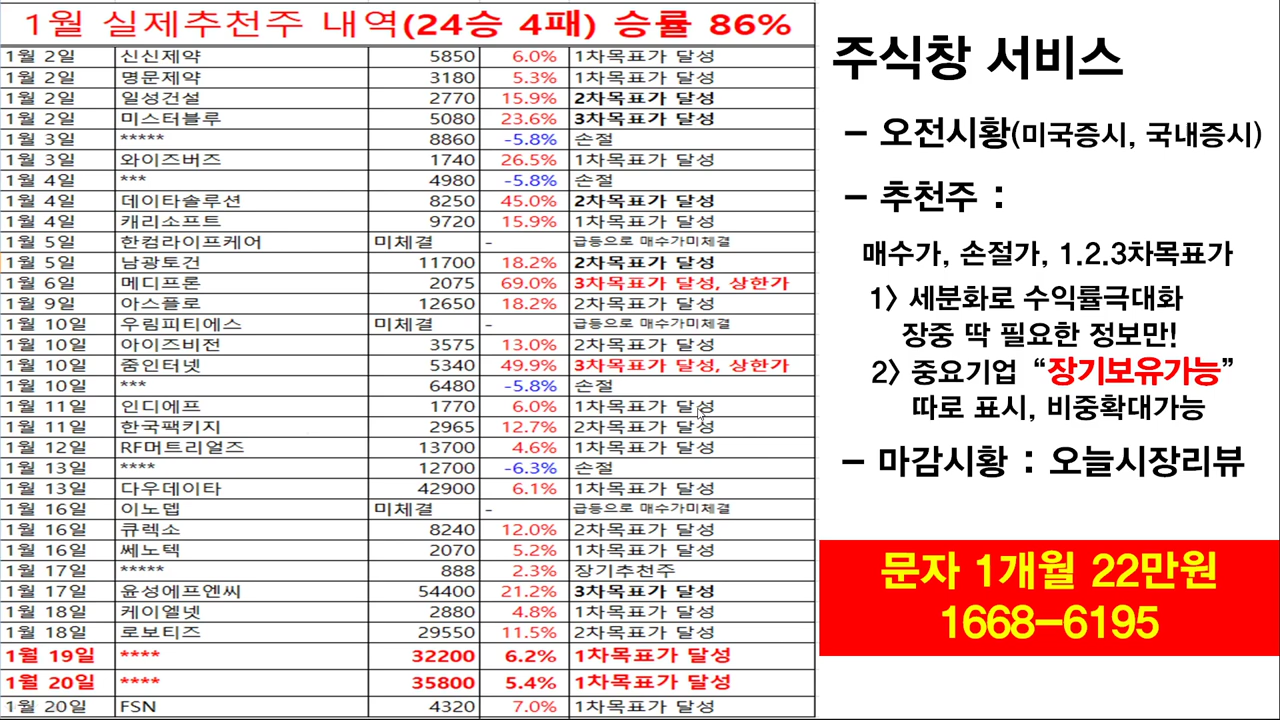 1월 실제추천주 내역(24승 4패) 승률 86%
1월 2일 신신제약 5850 6.0% 1차목표가 달성
1월 2일 명문제약 3180 5.3% 1차목표가 달성
1월 2일 일성건설 2770 15.9% 2차목표가 달성
1월 2일 미스터블루 5080 23.6% 3차목표가 달성
1월 3일 ***** 8860 -5.8% 손절
1월 3일 와이즈버즈 1740 26.5% 1차목표가 달성
1월 4일 *** 4980 -5.8% 손절
1월 4일 데이타솔루션 8250 45.0% 2차목표가 달성
1월 4일 캐리소프트 9720 15.9% 1차목표가 달성
1월 5일 한컴라이프케어 미체결 - 급등으로 매수가미체결
1월 5일 남광토건 11700 18.2% 2차목표가 달성
1월 6일 메디프론 2075 69.0% 3차목표가 달성, 상한가
1월 9일 아스플로 12650 18.2% 2차목표가 달성
1월 10일 우림피티에스 미체결 - 급등으로 매수가미체결
1월 10일 아이즈비전 3575 13.0% 2차목표가 달성
1월 10일 줌인터넷 5340 49.9% 3차목표가 달성, 상한가
1월 10일 *** 6480 -5.8% 손절
1월 11일 인디에프 1770 6.0% 1차목표가 달성
1월 11일 한국팩키지 2965 12.7% 2차목표가 달성
1월 12일 RF머트리얼즈 13700 4.6% 1차목표가 달성
1월 13일 **** 12700 -6.3% 손절
1월 13일 다우데이타 42900 6.1% 1차목표가 달성
1월 16일 이노뎁 미체결 - 급등으로 매수가미체결
1월 16일 큐렉소 8240 12.0% 2차목표가 달성
1월 16일 쎄노텍 2070 5.2% 1차목표가 달성
1월 17일 ***** 888 2.3% 장기추천주
1월 17일 윤성에프엔씨 54400 21.2% 3차목표가 달성
1월 18일 케이엘넷 2880 4.8% 1차목표가 달성
1월 18일 로보티즈 29550 11.5% 2차목표가 달성
1월 19일 **** 32200 6.2% 1차목표가 달성
1월 20일 **** 35800 5.4% 1차목표가 달성
1월 20일 FSN 4320 7.0% 1차목표가 달성
주식창 서비스
- 오전시황(미국증시, 국내증시)
- 추천주 :
매수가, 손절가, 1.2.3차목표가
1) 세분화로 수익률극대화
장중 딱 필요한 정보만!
2) 중요기업 “장기보유가능”
따로 표시, 비중확대가능
- 마감시황 : 오늘시장리뷰
문자 1개월 22만원
1668-6195